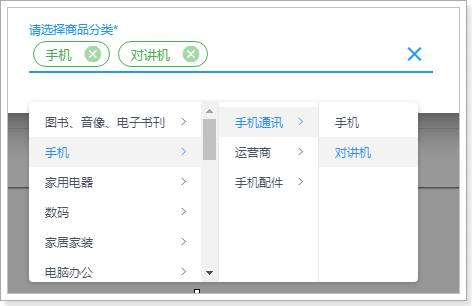 请选择商品分类*
手机 对讲机
图书、音像、电子书刊
手机
家用电器
数码
家居家装
电脑办公
手机通讯
运营商
手机配件
手机
对讲机